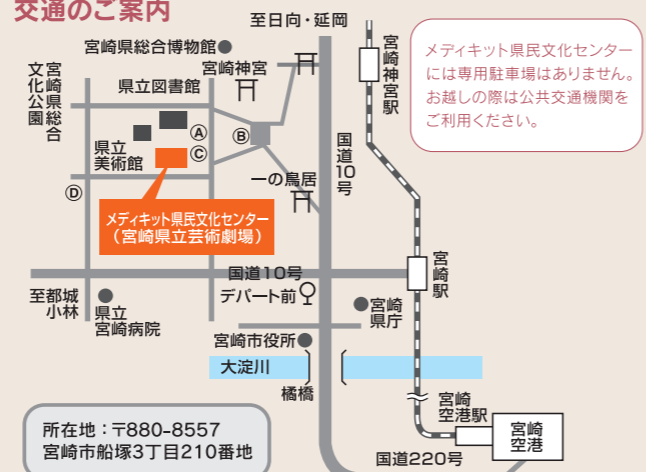 交通のご案内
至日向・延岡
宮崎県総合博物館
宮崎神宮
宮崎神宮駅
メディキット県民文化センター
には専用駐車場はありません。
お越しの際は公共交通機関を
ご利用ください。
宮崎県総合
文化公園
県立図書館
Ⓐ
Ⓑ
Ⓒ
県立
美術館
国道10号
一の鳥居
Ⓓ
メディキット県民文化センター
（宮崎県立芸術劇場）
国道10号
宮崎駅
至都城
小林
県立
宮崎病院
デパート前
宮崎
県庁
宮崎市役所
大淀川
橘橋
宮崎
空港駅
宮崎
空港
国道220号
所在地：〒880-8557
宮崎市船塚3丁目210番地